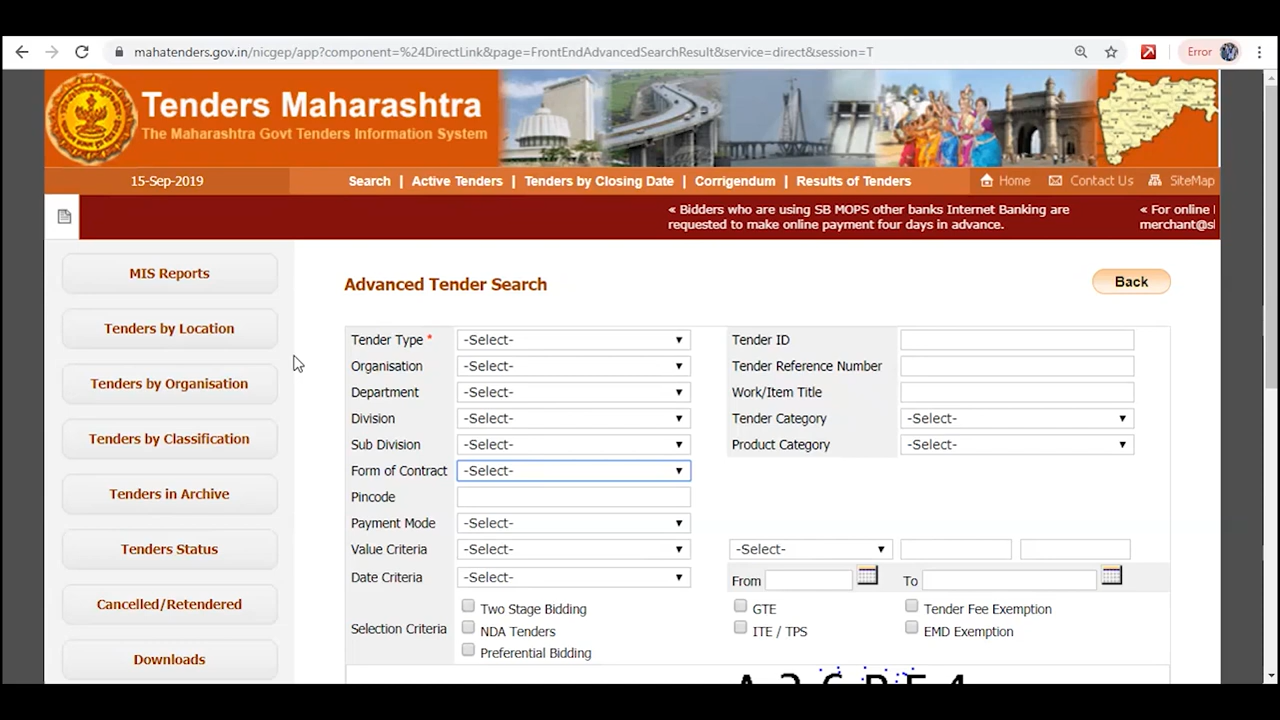 mahatenders.gov.in/nicgep/app?component=%24DirectLink&page=FrontEndAdvancedSearchResult&service=direct&session=T
Error
Tenders Maharashtra
The Maharashtra Govt Tenders Information System
15-Sep-2019
Search | Active Tenders | Tenders by Closing Date | Corrigendum | Results of Tenders
Home
Contact Us
SiteMap
« Bidders who are using SB MOPS other banks Internet Banking are
requested to make online payment four days in advance.
« For online
merchant@s
MIS Reports
Tenders by Location
Tenders by Organisation
Tenders by Classification
Tenders in Archive
Tenders Status
Cancelled/Retendered
Downloads
Advanced Tender Search
Back
Tender Type * -Select-
Tender ID
Organisation -Select-
Tender Reference Number
Department -Select-
Work/Item Title
Division -Select-
Tender Category -Select-
Sub Division -Select-
Product Category -Select-
Form of Contract -Select-
Pincode
Payment Mode -Select-
Value Criteria -Select- -Select-
Date Criteria -Select- From To
Selection Criteria
Two Stage Bidding
GTE
Tender Fee Exemption
NDA Tenders
ITE / TPS
EMD Exemption
Preferential Bidding